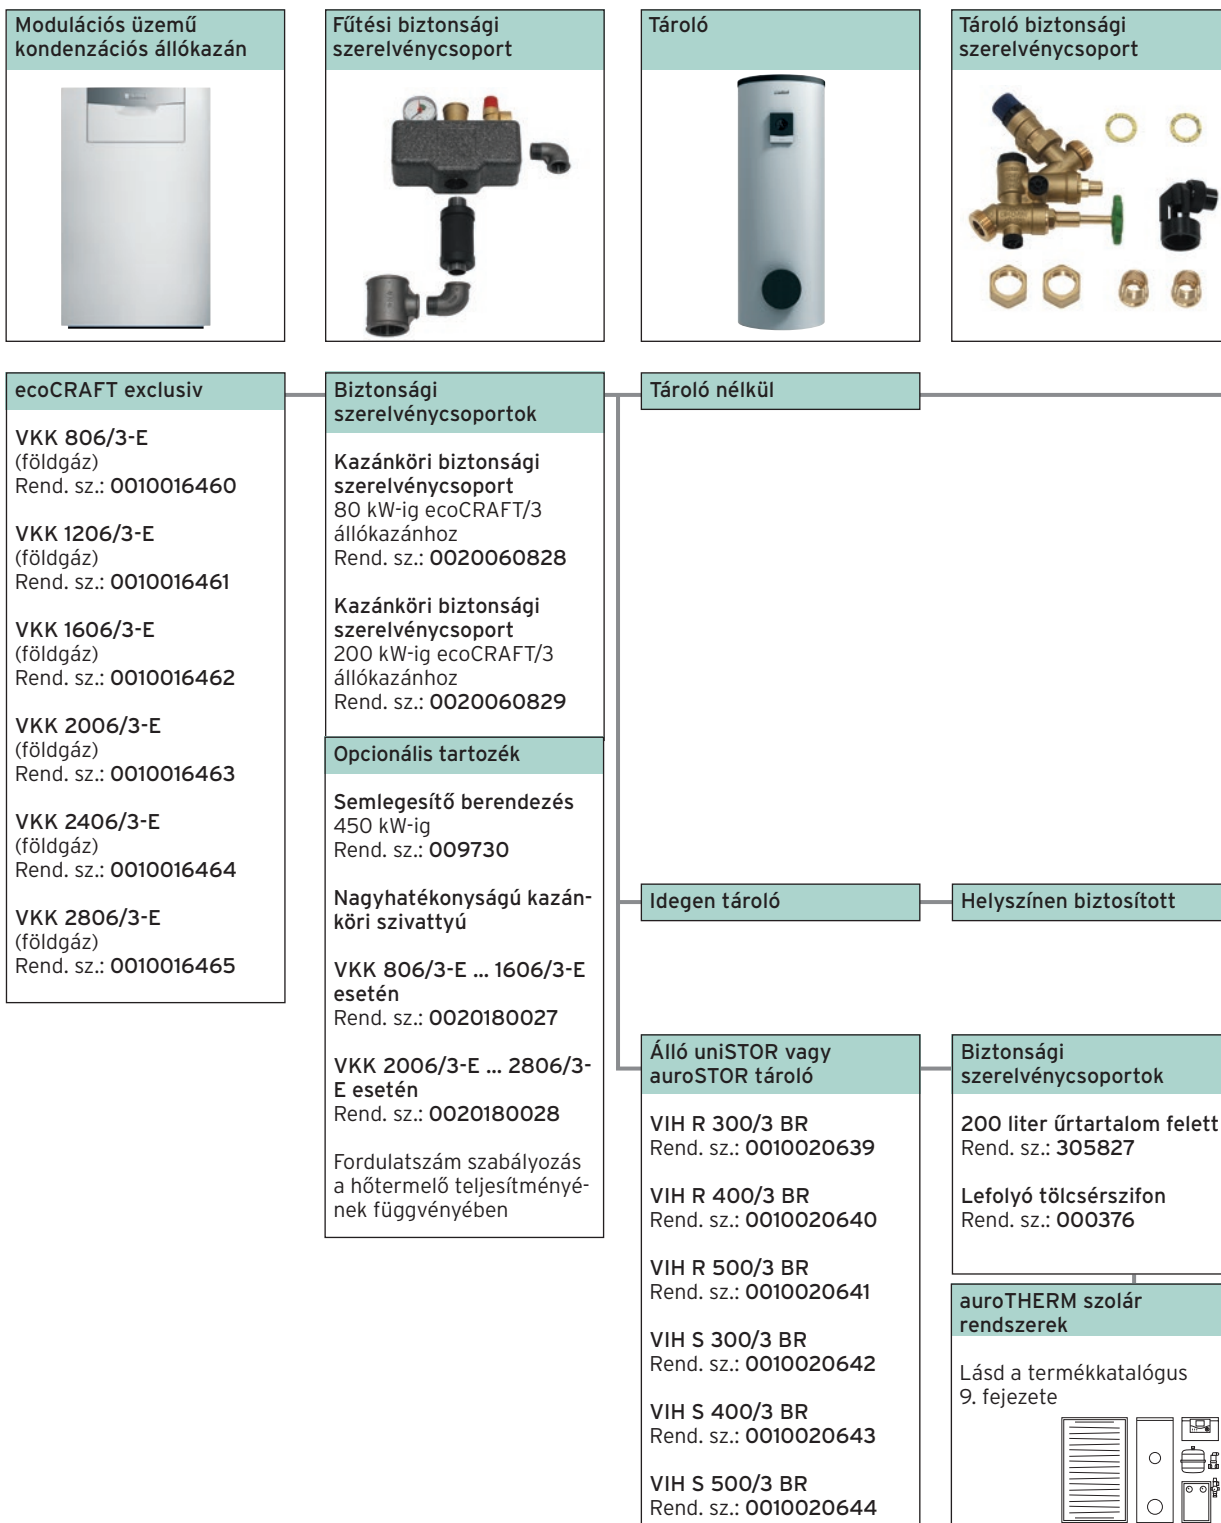 Modulációs üzemű
kondenzációs állókazán
Fűtési biztonsági
szerelvénycsoport
Tároló
Tároló biztonsági
szerelvénycsoport
ecoCRAFT exclusiv
VKK 806/3-E
(földgáz)
Rend. sz.: 0010016460
VKK 1206/3-E
(földgáz)
Rend. sz.: 0010016461
VKK 1606/3-E
(földgáz)
Rend. sz.: 0010016462
VKK 2006/3-E
(földgáz)
Rend. sz.: 0010016463
VKK 2406/3-E
(földgáz)
Rend. sz.: 0010016464
VKK 2806/3-E
(földgáz)
Rend. sz.: 0010016465
Biztonsági
szerelvénycsoportok
Kazánköri biztonsági
szerelvénycsoport
80 kW-ig ecoCRAFT/3
állókazánhoz
Rend. sz.: 0020060828
Kazánköri biztonsági
szerelvénycsoport
200 kW-ig ecoCRAFT/3
állókazánhoz
Rend. sz.: 0020060829
Opcionális tartozék
Semlegesítő berendezés
450 kW-ig
Rend. sz.: 009730
Nagyhatékonyságú kazán-
köri szivattyú
VKK 806/3-E ... 1606/3-E
esetén
Rend. sz.: 0020180027
VKK 2006/3-E ... 2806/3-
E esetén
Rend. sz.: 0020180028
Fordulatszám szabályozás
a hőtermelő teljesítményé-
nek függvényében
Tároló nélkül
Idegen tároló
Helyszínen biztosított
Álló uniSTOR vagy
auroSTOR tároló
VIH R 300/3 BR
Rend. sz.: 0010020639
VIH R 400/3 BR
Rend. sz.: 0010020640
VIH R 500/3 BR
Rend. sz.: 0010020641
VIH S 300/3 BR
Rend. sz.: 0010020642
VIH S 400/3 BR
Rend. sz.: 0010020643
VIH S 500/3 BR
Rend. sz.: 0010020644
Biztonsági
szerelvénycsoportok
200 liter űrtartalom felett
Rend. sz.: 305827
Lefolyó tölcsérszifon
Rend. sz.: 000376
auroTHERM szolár
rendszerek
Lásd a termékkatalógus
9. fejezete